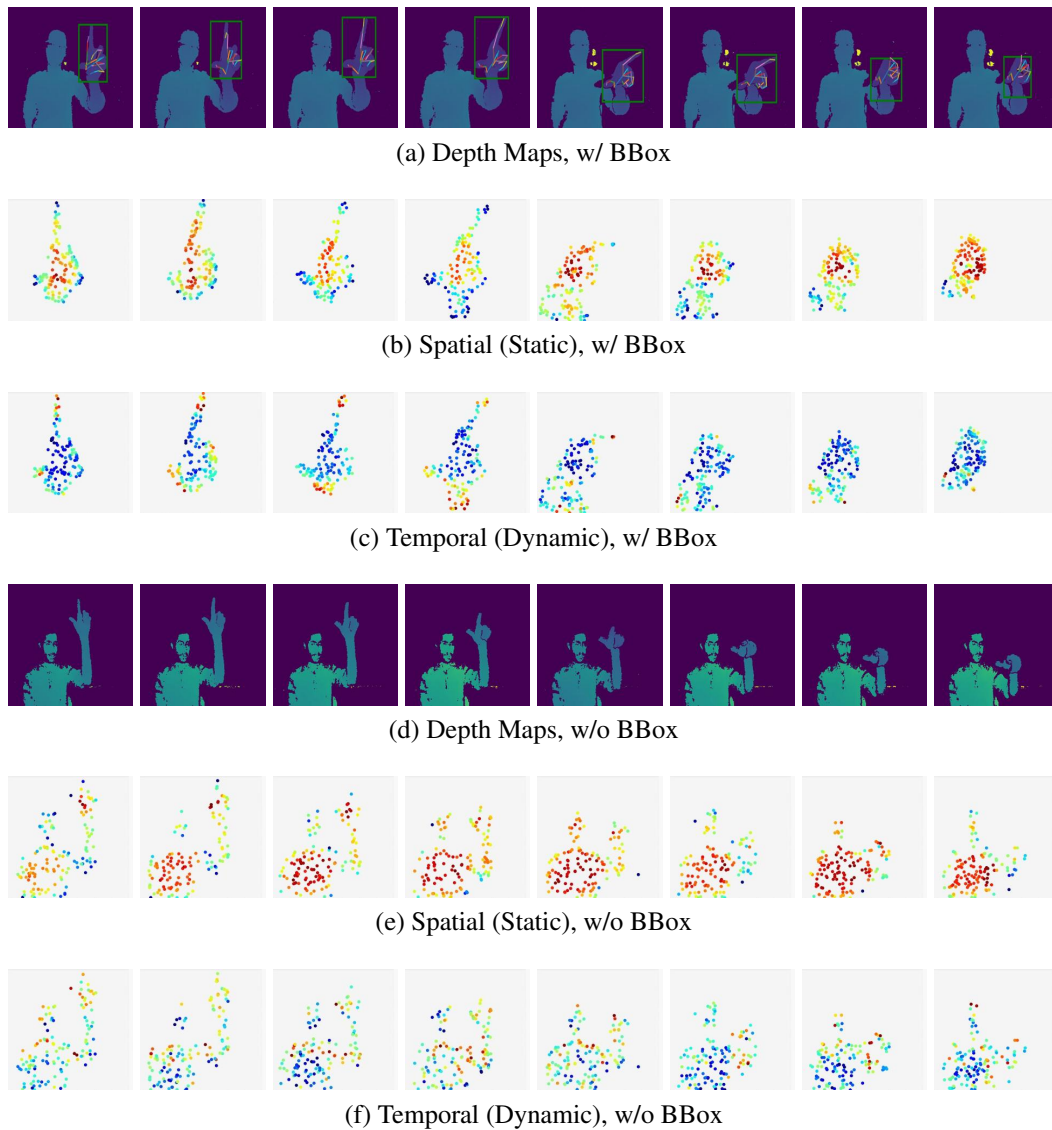 (a) Depth Maps, w/ BBox
(b) Spatial (Static), w/ BBox
(c) Temporal (Dynamic), w/ BBox
(d) Depth Maps, w/o BBox
(e) Spatial (Static), w/o BBox
(f) Temporal (Dynamic), w/o BBox